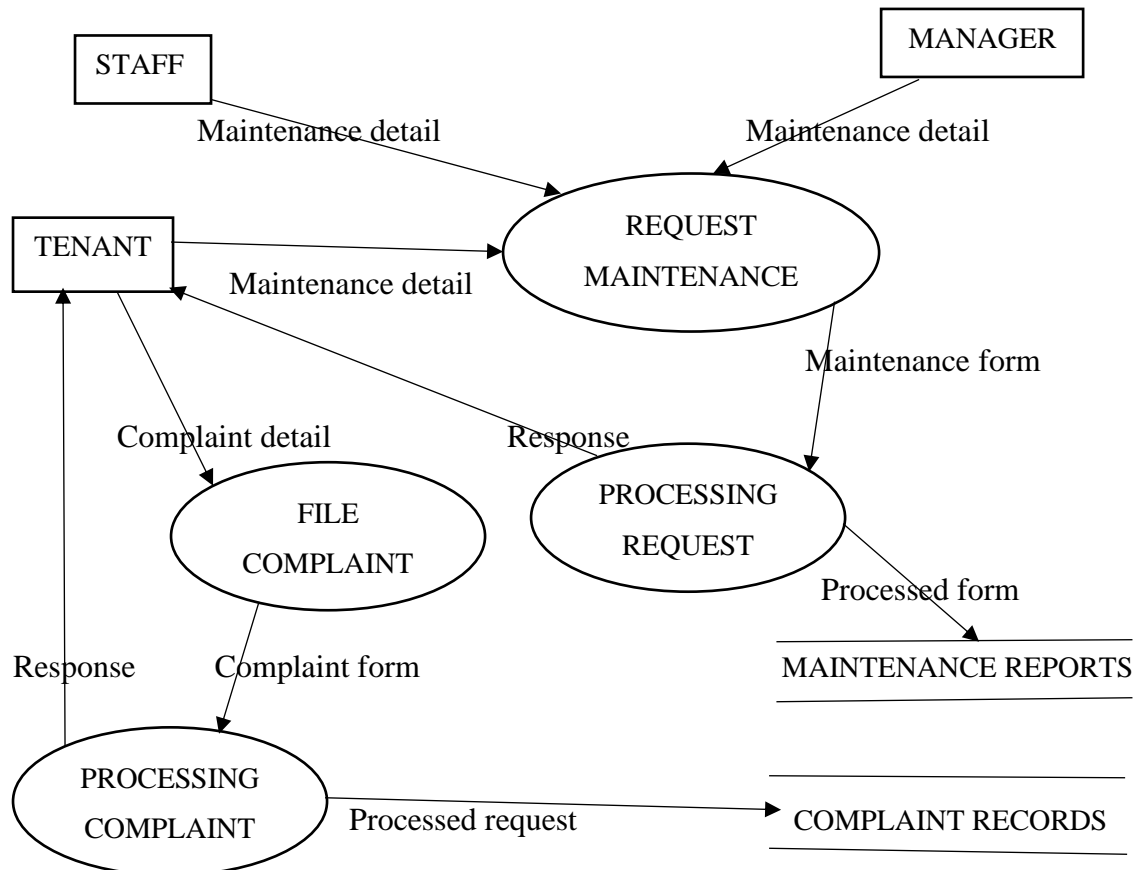 STAFF
MANAGER
Maintenance detail
Maintenance detail
TENANT
REQUEST
MAINTENANCE
Maintenance detail
Maintenance form
Complaint detail
Response
FILE
COMPLAINT
PROCESSING
REQUEST
Processed form
Response
Complaint form
MAINTENANCE REPORTS
PROCESSING
COMPLAINT
Processed request
COMPLAINT RECORDS